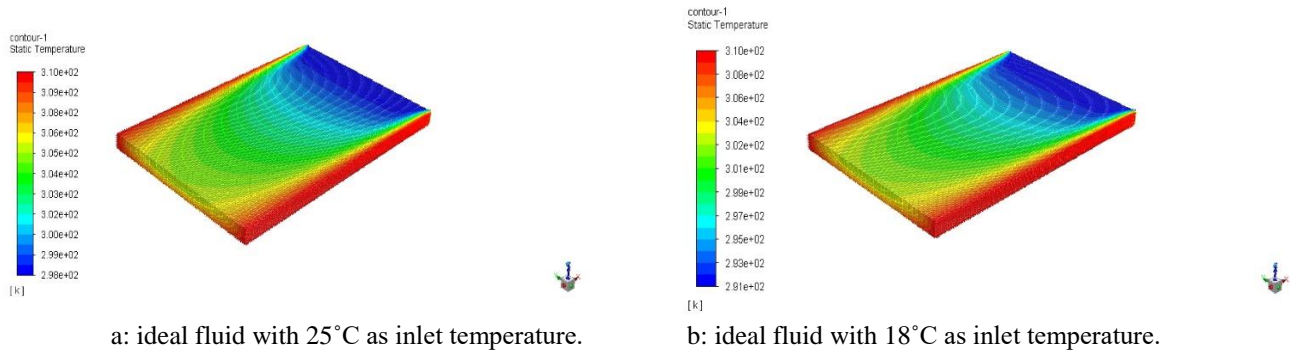 contour-1
Static Temperature
3.10e+02
3.09e+02
3.08e+02
3.06e+02
3.05e+02
3.04e+02
3.03e+02
3.02e+02
3.00e+02
2.99e+02
2.98e+02
[k]
a: ideal fluid with 25˚C as inlet temperature.
contour-1
Static Temperature
3.10e+02
3.08e+02
3.06e+02
3.04e+02
3.02e+02
3.01e+02
2.99e+02
2.97e+02
2.95e+02
2.93e+02
2.91e+02
[k]
b: ideal fluid with 18˚C as inlet temperature.